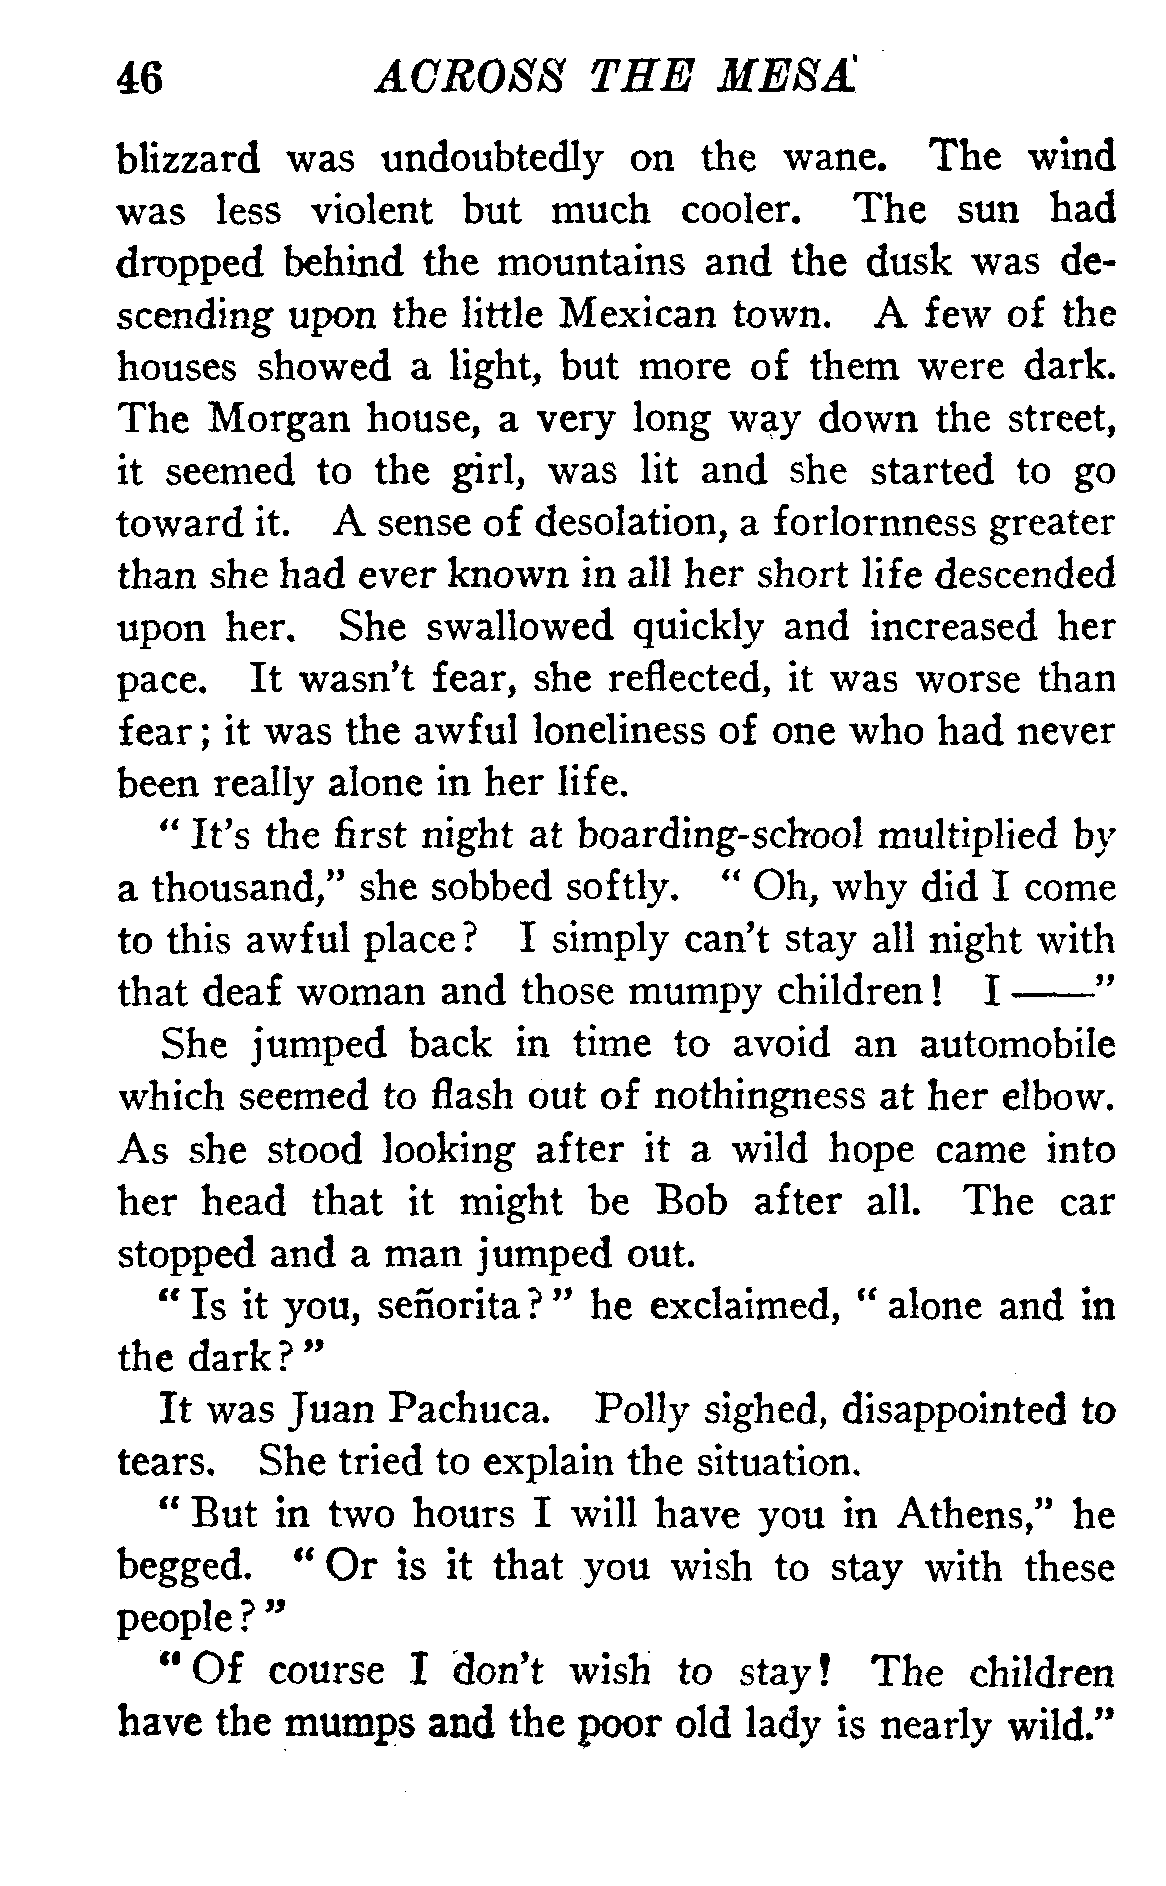 46 ACROSS THE MESA
blizzard was undoubtedly on the wane. The wind
was less violent but much cooler. The sun had
dropped behind the mountains and the dusk was de-
scending upon the little Mexican town. A few of the
houses showed a light, but more of them were dark.
The Morgan house, a very long way down the street,
it seemed to the girl, was lit and she started to go
toward it. A sense of desolation, a forlornness greater
than she had ever known in all her short life descended
upon her. She swallowed quickly and increased her
pace. It wasn't fear, she reflected, it was worse than
fear; it was the awful loneliness of one who had never
been really alone in her life.
" It's the first night at boarding-school multiplied by
a thousand," she sobbed softly. " Oh, why did I come
to this awful place? I simply can't stay all night with
that deaf woman and those mumpy children! I ——"
She jumped back in time to avoid an automobile
which seemed to flash out of nothingness at her elbow.
As she stood looking after it a wild hope came into
her head that it might be Bob after all. The car
stopped and a man jumped out.
" Is it you, señorita? " he exclaimed, " alone and in
the dark? "
It was Juan Pachuca. Polly sighed, disappointed to
tears. She tried to explain the situation.
" But in two hours I will have you in Athens," he
begged. " Or is it that you wish to stay with these
people? "
" Of course I don't wish to stay! The children
have the mumps and the poor old lady is nearly wild."